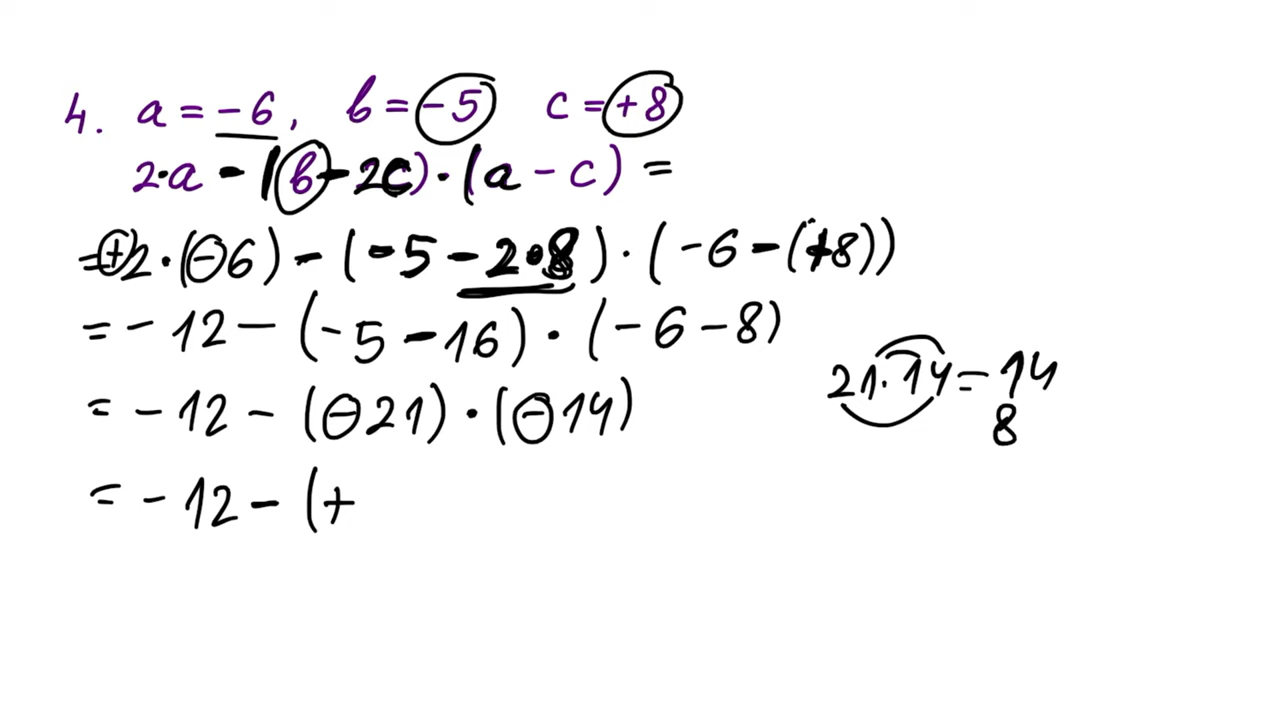 4. a = -6, b = -5 c = +8
2·a - (b - 2c)·(a - c) =
= +2·(-6) - (-5 - 2·8)·(-6 - (+8))
= -12 - (-5 - 16)·(-6 - 8)
= -12 - (-21)·(-14)
= -12 - (+
21·14 = 14
8